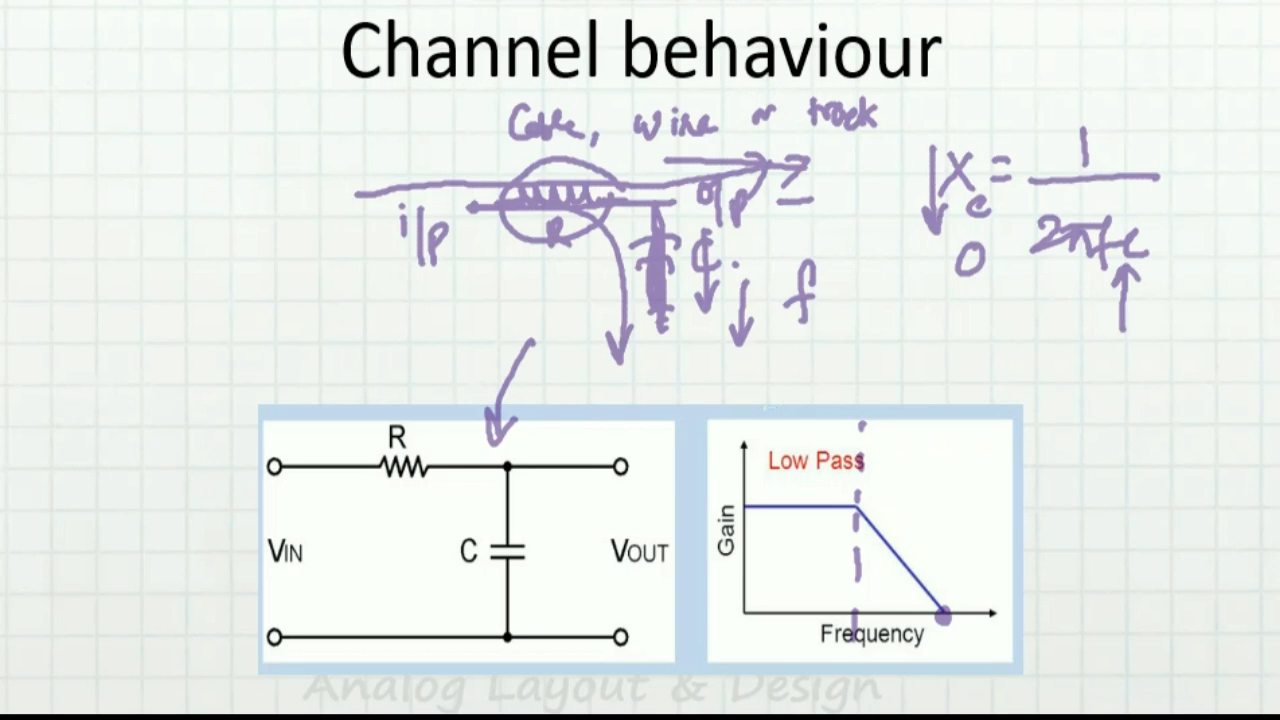 Channel behaviour
Cable, wire or track
i/p R o/p
C f
Xc = 1
2πfc
0
R
VIN C VOUT
Low Pass
Gain
Frequency
Analog Layout & Design